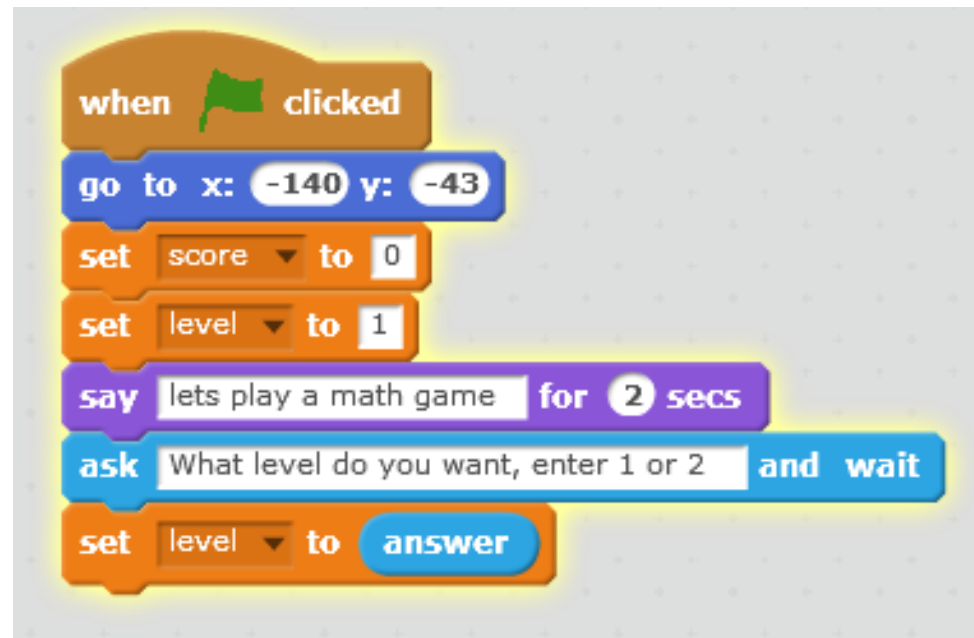 when clicked
go to x: -140 y: -43
set score to 0
set level to 1
say lets play a math game for 2 secs
ask What level do you want, enter 1 or 2 and wait
set level to answer